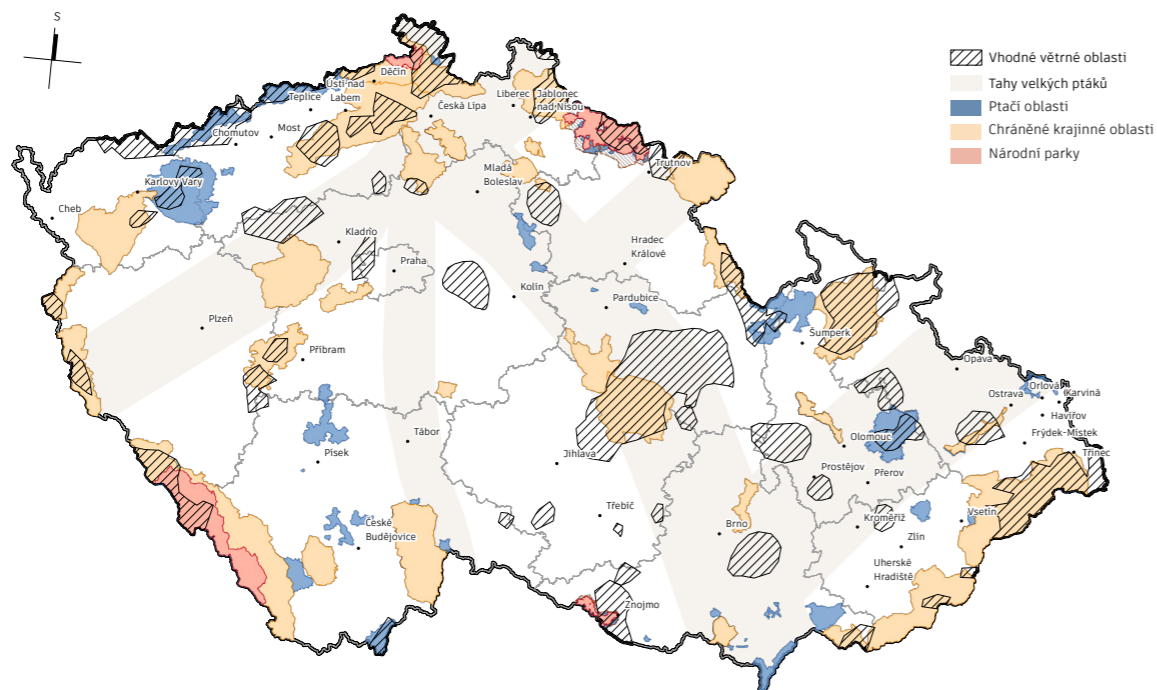 S
Vhodné větrné oblasti
Tahy velkých ptáků
Ptačí oblasti
Chráněné krajinné oblasti
Národní parky
Děčín
Ústí nad
Labem
Teplice
Liberec
Jablonec
nad Nisou
Česká Lípa
Chomutov
Most
Trutnov
Mladá
Boleslav
Karlovy Vary
Cheb
Kladno
Hradec
Králové
Praha
Kolín
Pardubice
Plzeň
Šumperk
Příbram
Opava
Orlová
Ostrava
Karviná
Havířov
Tábor
Olomouc
Frýdek-Místek
Písek
Jihlava
Třinec
Prostějov
Přerov
Třebíč
Kroměříž
Vsetín
České
Budějovice
Brno
Zlín
Uherské
Hradiště
Znojmo